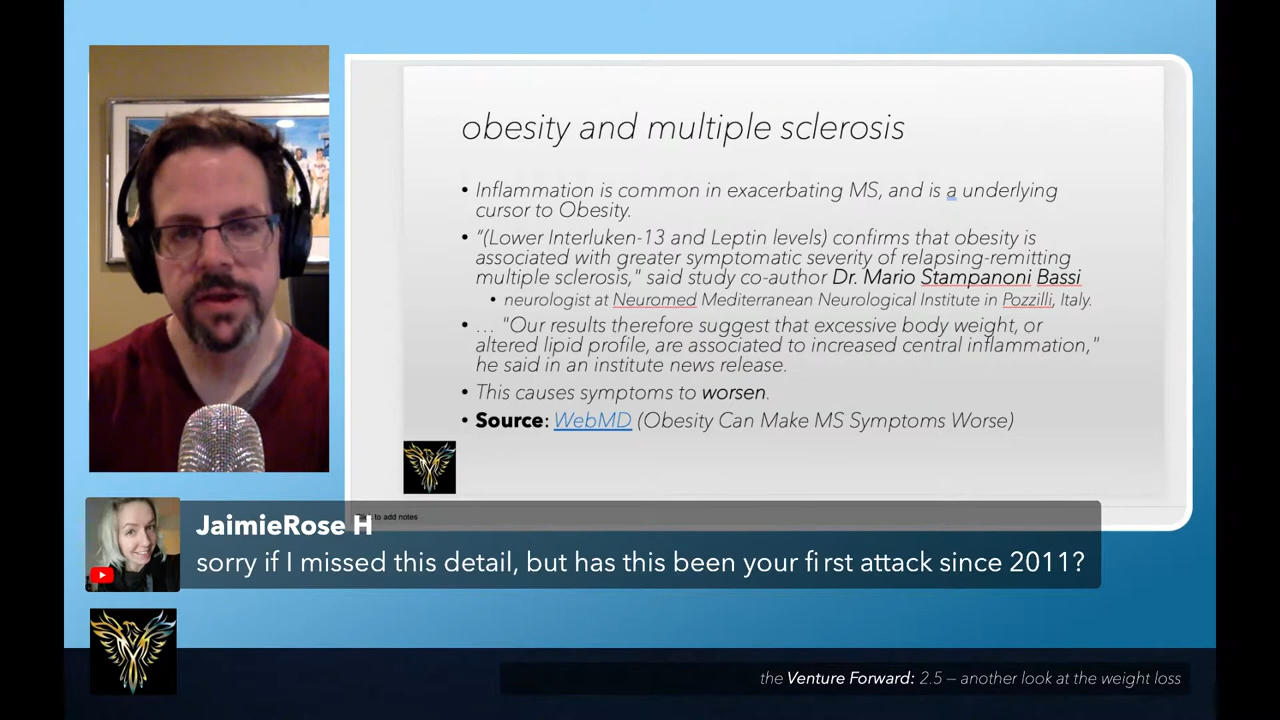 obesity and multiple sclerosis
• Inflammation is common in exacerbating MS, and is a underlying
cursor to Obesity.
• "(Lower Interluken-13 and Leptin levels) confirms that obesity is
associated with greater symptomatic severity of relapsing-remitting
multiple sclerosis," said study co-author Dr. Mario Stampanoni Bassi
• neurologist at Neuromed Mediterranean Neurological Institute in Pozzilli, Italy.
• ... "Our results therefore suggest that excessive body weight, or
altered lipid profile, are associated to increased central inflammation,"
he said in an institute news release.
• This causes symptoms to worsen.
• Source: WebMD (Obesity Can Make MS Symptoms Worse)
to add notes
JaimieRose H
sorry if I missed this detail, but has this been your first attack since 2011?
the Venture Forward: 2.5 – another look at the weight loss